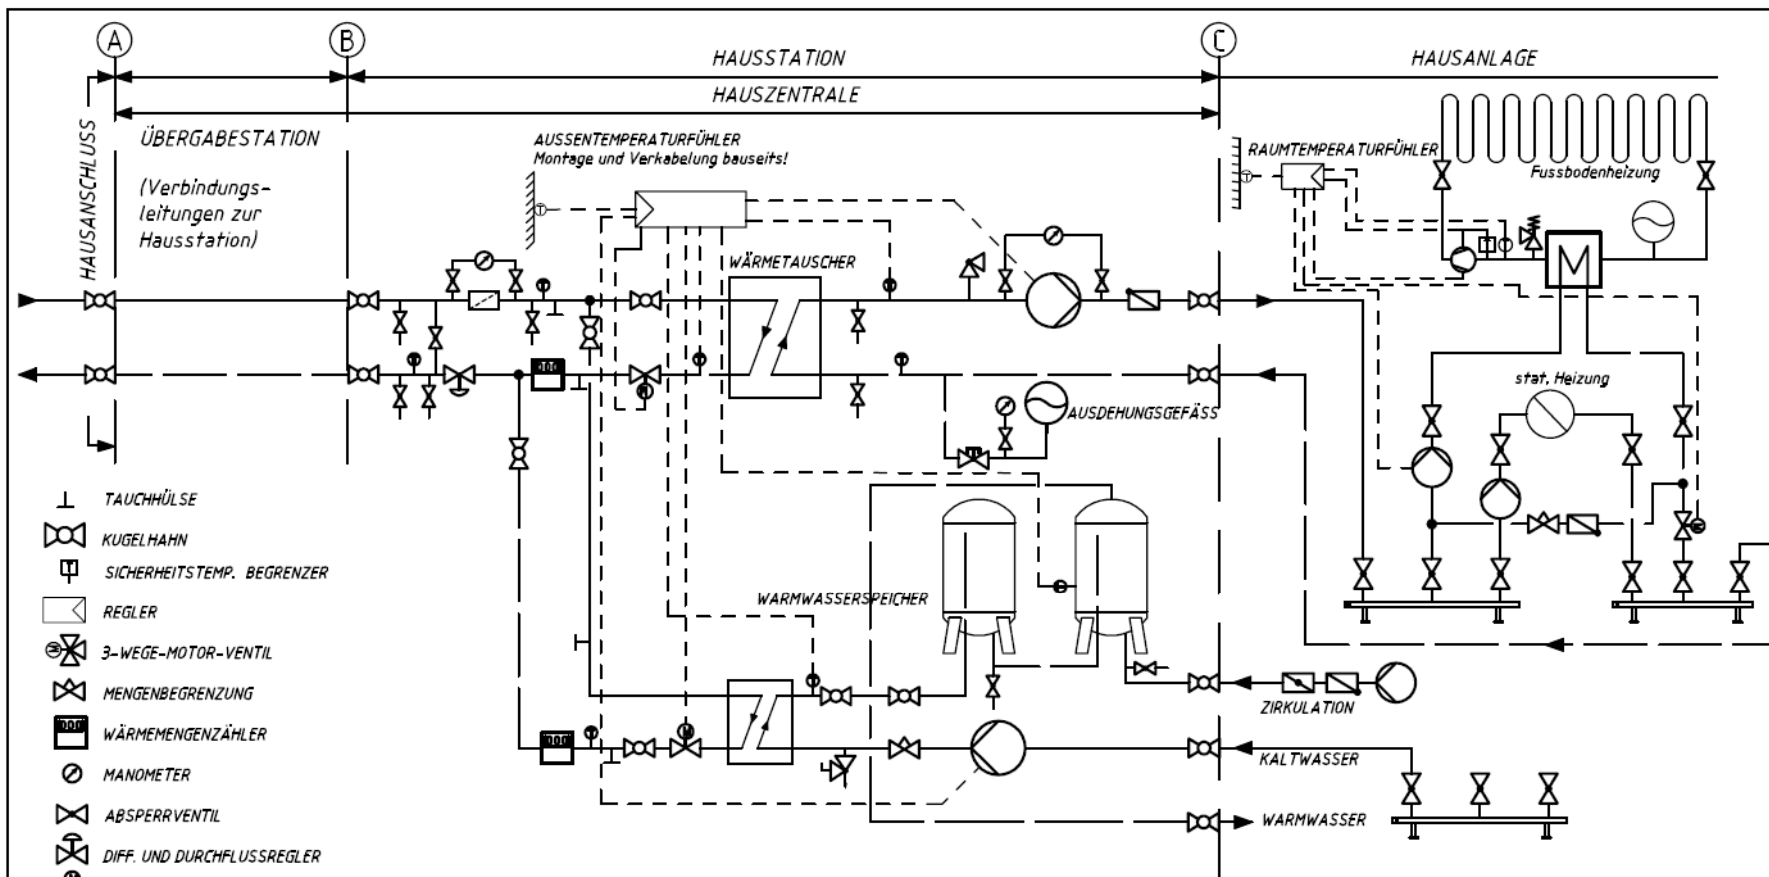 A
B
C
HAUSSTATION
HAUSANLAGE
HAUSZENTRALE
HAUSANSCHLUSS
ÜBERGABESTATION
(Verbindungs-
leitungen zur
Hausstation)
AUSSENTEMPERATURFÜHLER
Montage und Verkabelung bauseits!
RAUMTEMPERATURFÜHLER
Fussbodenheizung
WÄRMETAUSCHER
stat. Heizung
AUSDEHUNGSGEFÄSS
WARMWASSERSPEICHER
ZIRKULATION
KALTWASSER
WARMWASSER
TAUCHHÜLSE
KUGELHAHN
SICHERHEITSTEMP. BEGRENZER
REGLER
3-WEGE-MOTOR-VENTIL
MENGENBEGRENZUNG
WÄRMEMENGENZÄHLER
MANOMETER
ABSPERRVENTIL
DIFF. UND DURCHFLUSSREGLER